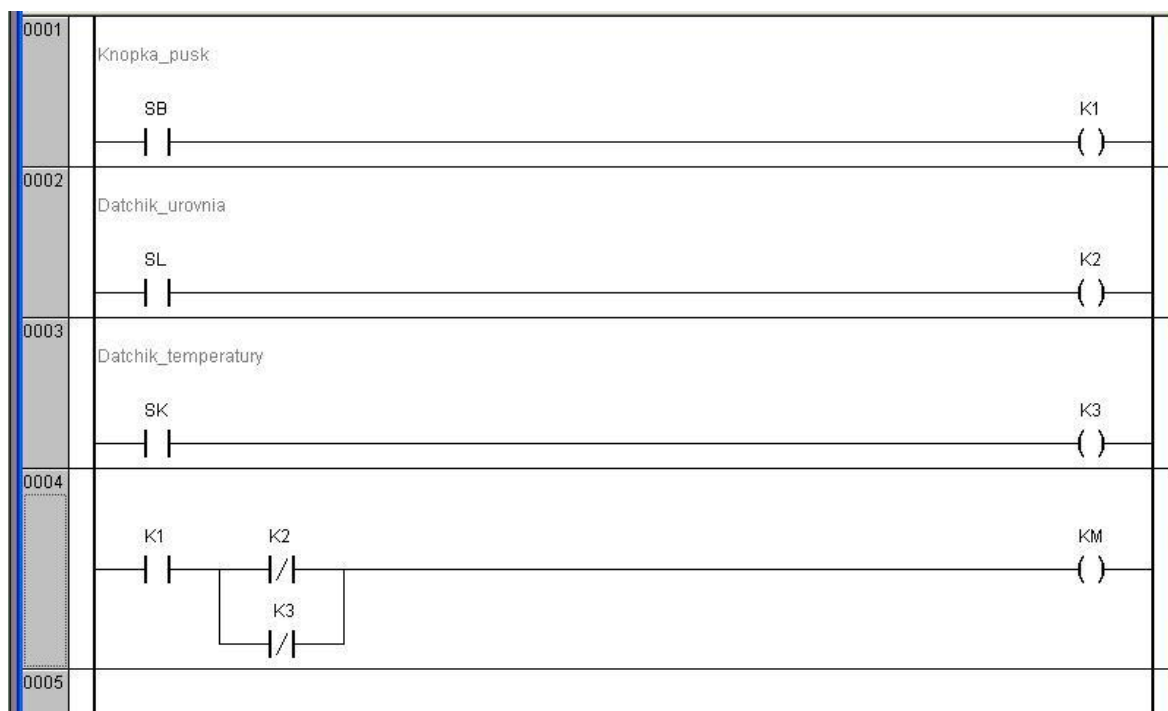 0001
Knopka_pusk
SB K1
0002
Datchik_urovnia
SL K2
0003
Datchik_temperatury
SK K3
0004
K1 K2 KM
K3
0005